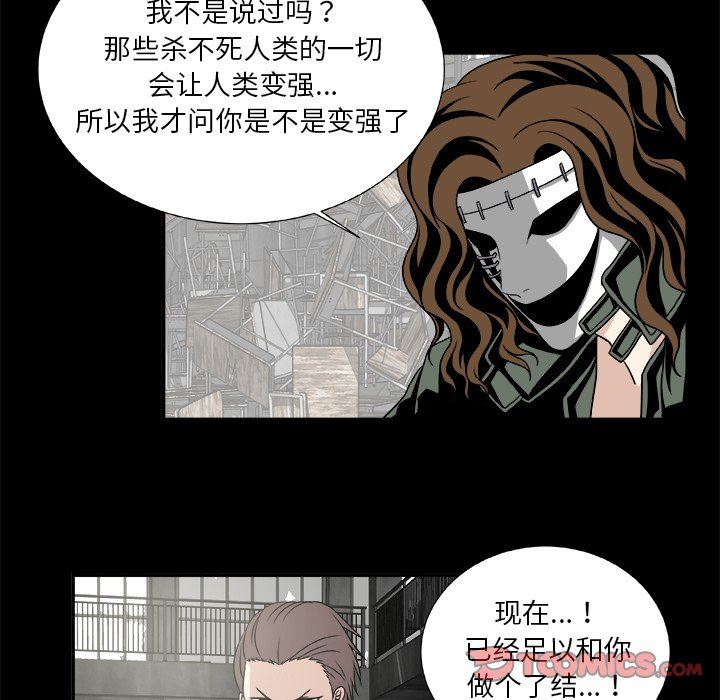 我不是说过吗？
那些杀不死人类的一切
会让人类变强...
所以我才问你是不是变强了
现在...！
已经足以和你
做个了结...！
TOOMICS.COM